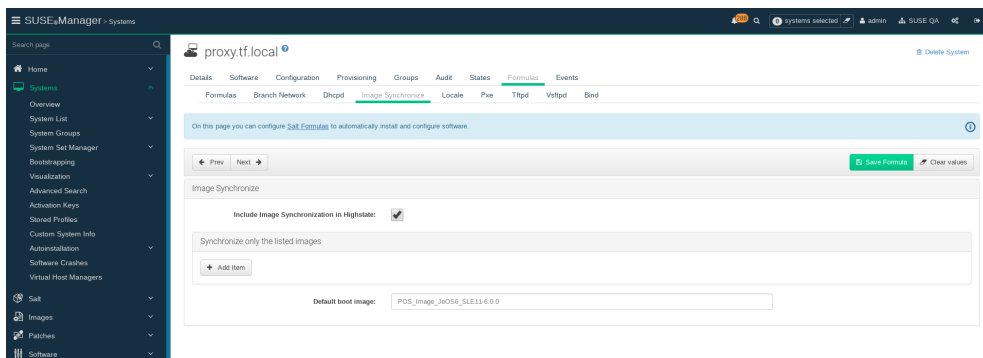 SUSE Manager > Systems
systems selected
admin
SUSE QA
Search page
Home
Systems
Overview
System List
System Groups
System Set Manager
Bootstrapping
Visualization
Advanced Search
Activation Keys
Stored Profiles
Custom System Info
Autoinstallation
Software Crashes
Virtual Host Managers
Salt
Images
Patches
Software
proxy.tf.local ?
Delete System
Details Software Configuration Provisioning Groups Audit States Formulas Events
Formulas Branch Network Dhcpd Image Synchronize Locale Pxe Tftpd Vsftpd Bind
On this page you can configure Salt Formulas to automatically install and configure software.
Prev Next
Save Formula Clear values
Image Synchronize
Include Image Synchronization in Highstate:
Synchronize only the listed images
+ Add Item
Default boot image: POS_Image_JeOS6_SLE11-6.0.0